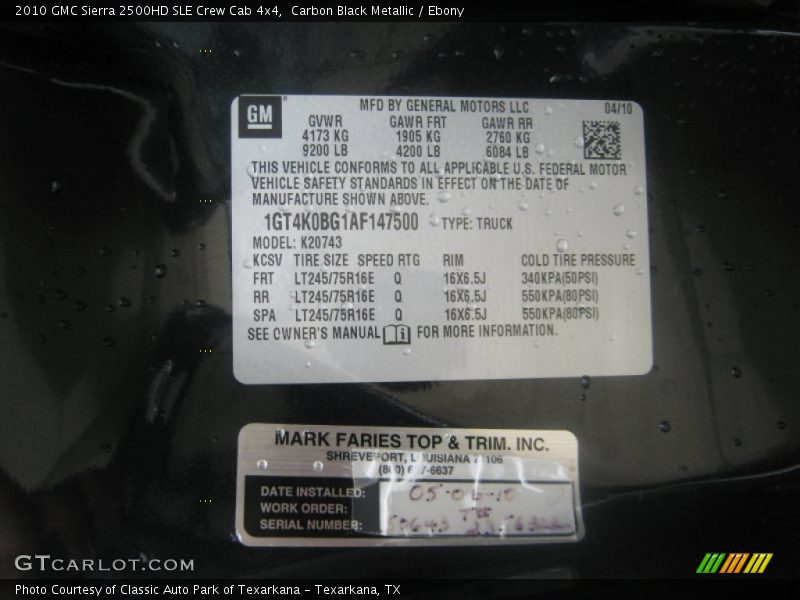 2010 GMC Sierra 2500HD SLE Crew Cab 4x4,  Carbon Black Metallic / Ebony
GM
MFD BY GENERAL MOTORS LLC 04/10
GVWR GAWR FRT GAWR RR
4173 KG 1905 KG 2760 KG
9200 LB 4200 LB 6084 LB
THIS VEHICLE CONFORMS TO ALL APPLICABLE U.S. FEDERAL MOTOR
VEHICLE SAFETY STANDARDS IN EFFECT ON THE DATE OF
MANUFACTURE SHOWN ABOVE.
1GT4K0BG1AF147500 TYPE: TRUCK
MODEL: K20743
KCSV TIRE SIZE SPEED RTG RIM COLD TIRE PRESSURE
FRT LT245/75R16E Q 16X6.5J 340KPA(50PSI)
RR LT245/75R16E Q 16X6.5J 550KPA(80PSI)
SPA LT245/75R16E Q 16X6.5J 550KPA(80PSI)
SEE OWNER'S MANUAL FOR MORE INFORMATION.
MARK FARIES TOP & TRIM. INC.
SHREVEPORT, LOUISIANA 71106
DATE INSTALLED: 05-06-10
WORK ORDER:
SERIAL NUMBER: 50643
GTCARLOT.COM
Photo Courtesy of Classic Auto Park of Texarkana - Texarkana, TX